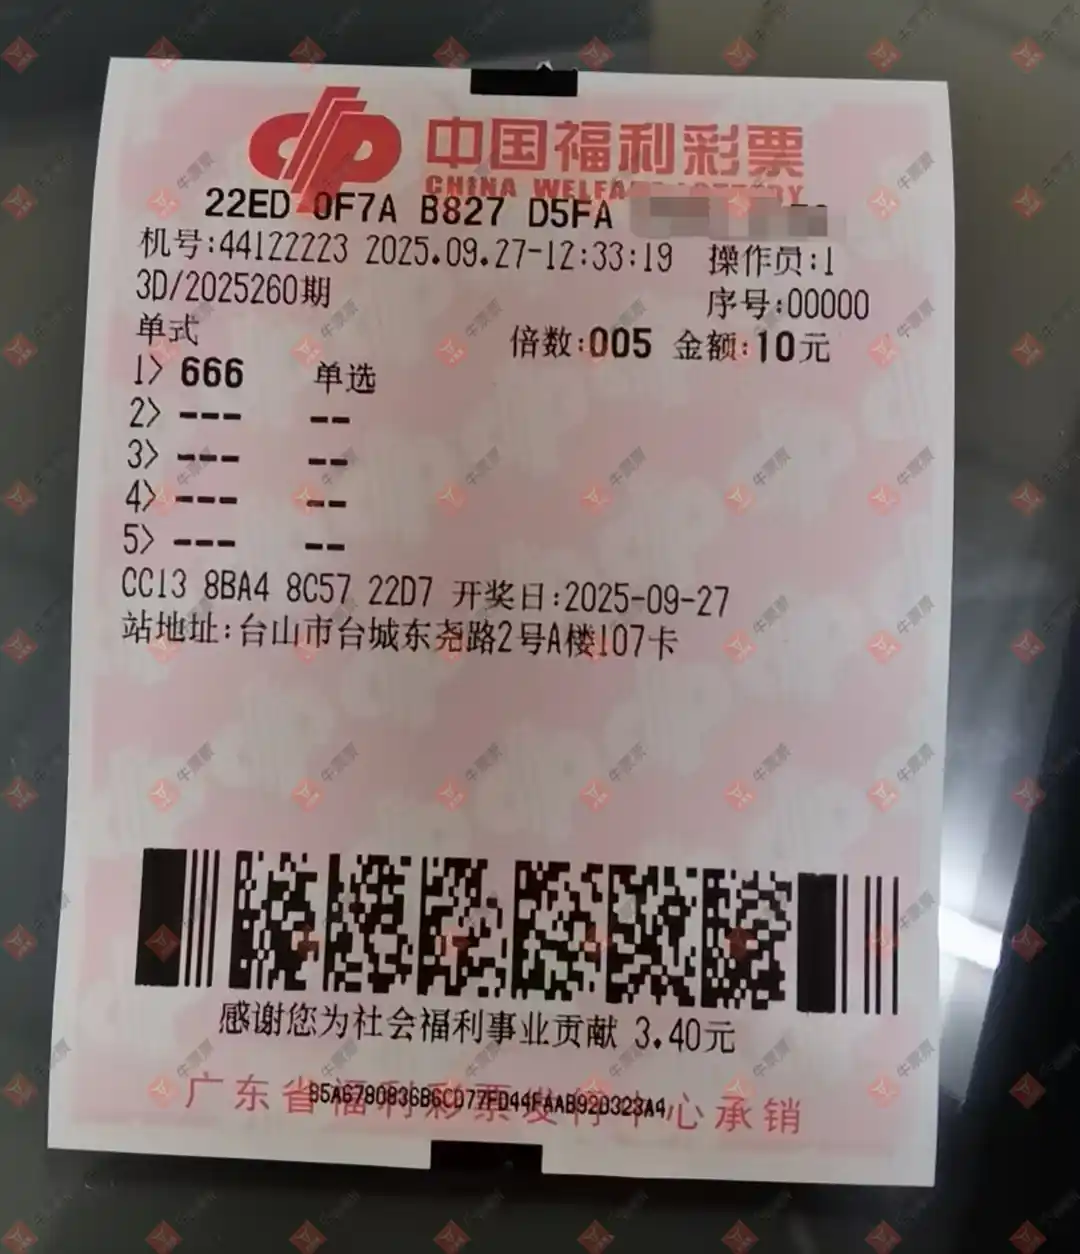 中国福利彩票
CHINA WELFARE LOTTERY
22ED 0F7A B827 D5FA
机号:44122223 2025.09.27-12:33:19 操作员:1
3D/2025260期 序号:00000
单式 倍数:005 金额:10元
1> 666 单选
2> --- --
3> --- --
4> --- --
5> --- --
CC13 8BA4 8C57 22D7 开奖日:2025-09-27
站地址:台山市台城东尧路2号A楼107卡
感谢您为社会福利事业贡献 3.40元
B5A6780836B6CD77FD44FAAB92D323A4
广东省福利彩票发行中心承销
牛票票